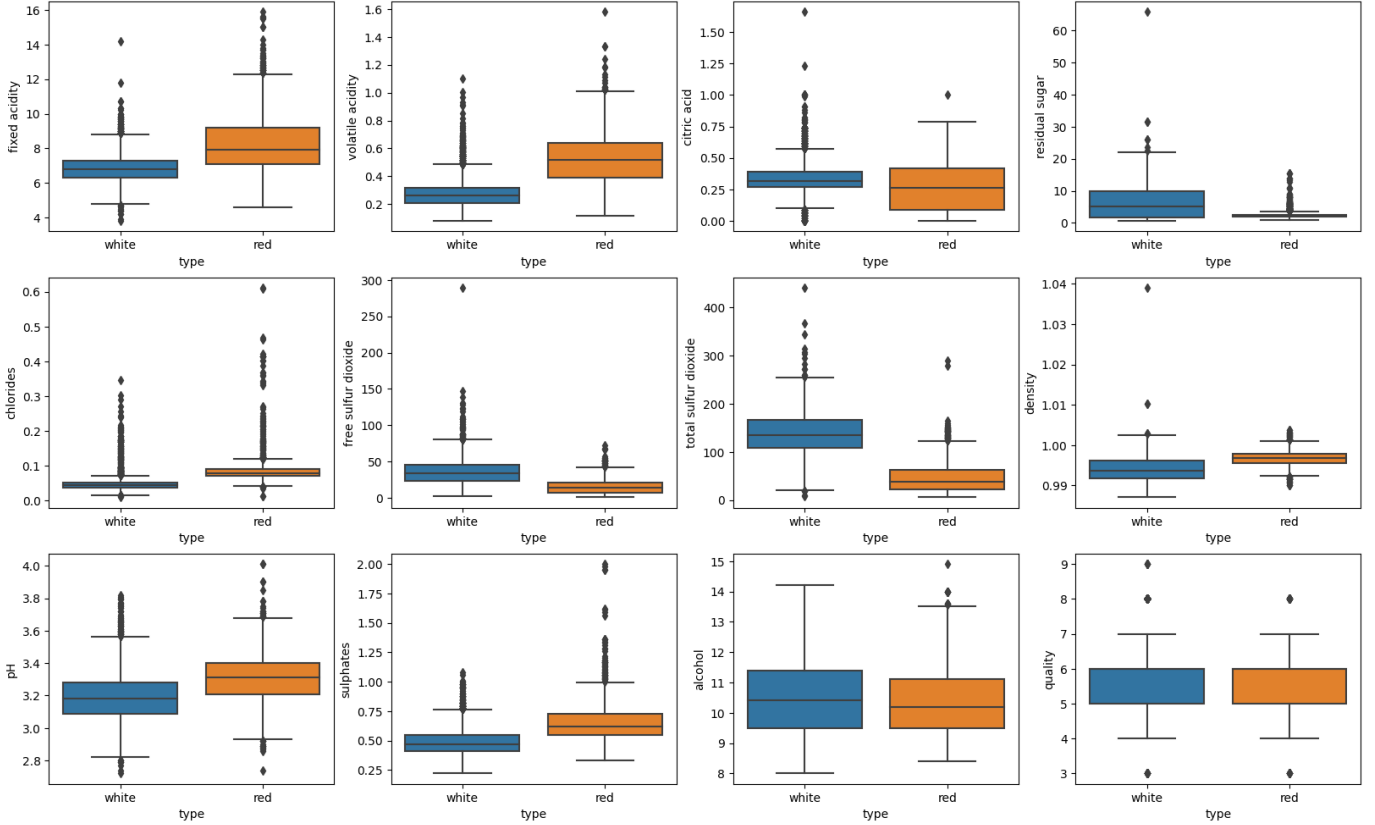 fixed acidity
16
14
12
10
8
6
4
white red
type
volatile acidity
1.6
1.4
1.2
1.0
0.8
0.6
0.4
0.2
white red
type
citric acid
1.50
1.25
1.00
0.75
0.50
0.25
0.00
white red
type
residual sugar
60
50
40
30
20
10
0
white red
type
chlorides
0.6
0.5
0.4
0.3
0.2
0.1
0.0
white red
type
free sulfur dioxide
300
250
200
150
100
50
0
white red
type
total sulfur dioxide
400
300
200
100
0
white red
type
density
1.04
1.03
1.02
1.01
1.00
0.99
white red
type
pH
4.0
3.8
3.6
3.4
3.2
3.0
2.8
white red
type
sulphates
2.00
1.75
1.50
1.25
1.00
0.75
0.50
0.25
white red
type
alcohol
15
14
13
12
11
10
9
8
white red
type
quality
9
8
7
6
5
4
3
white red
type